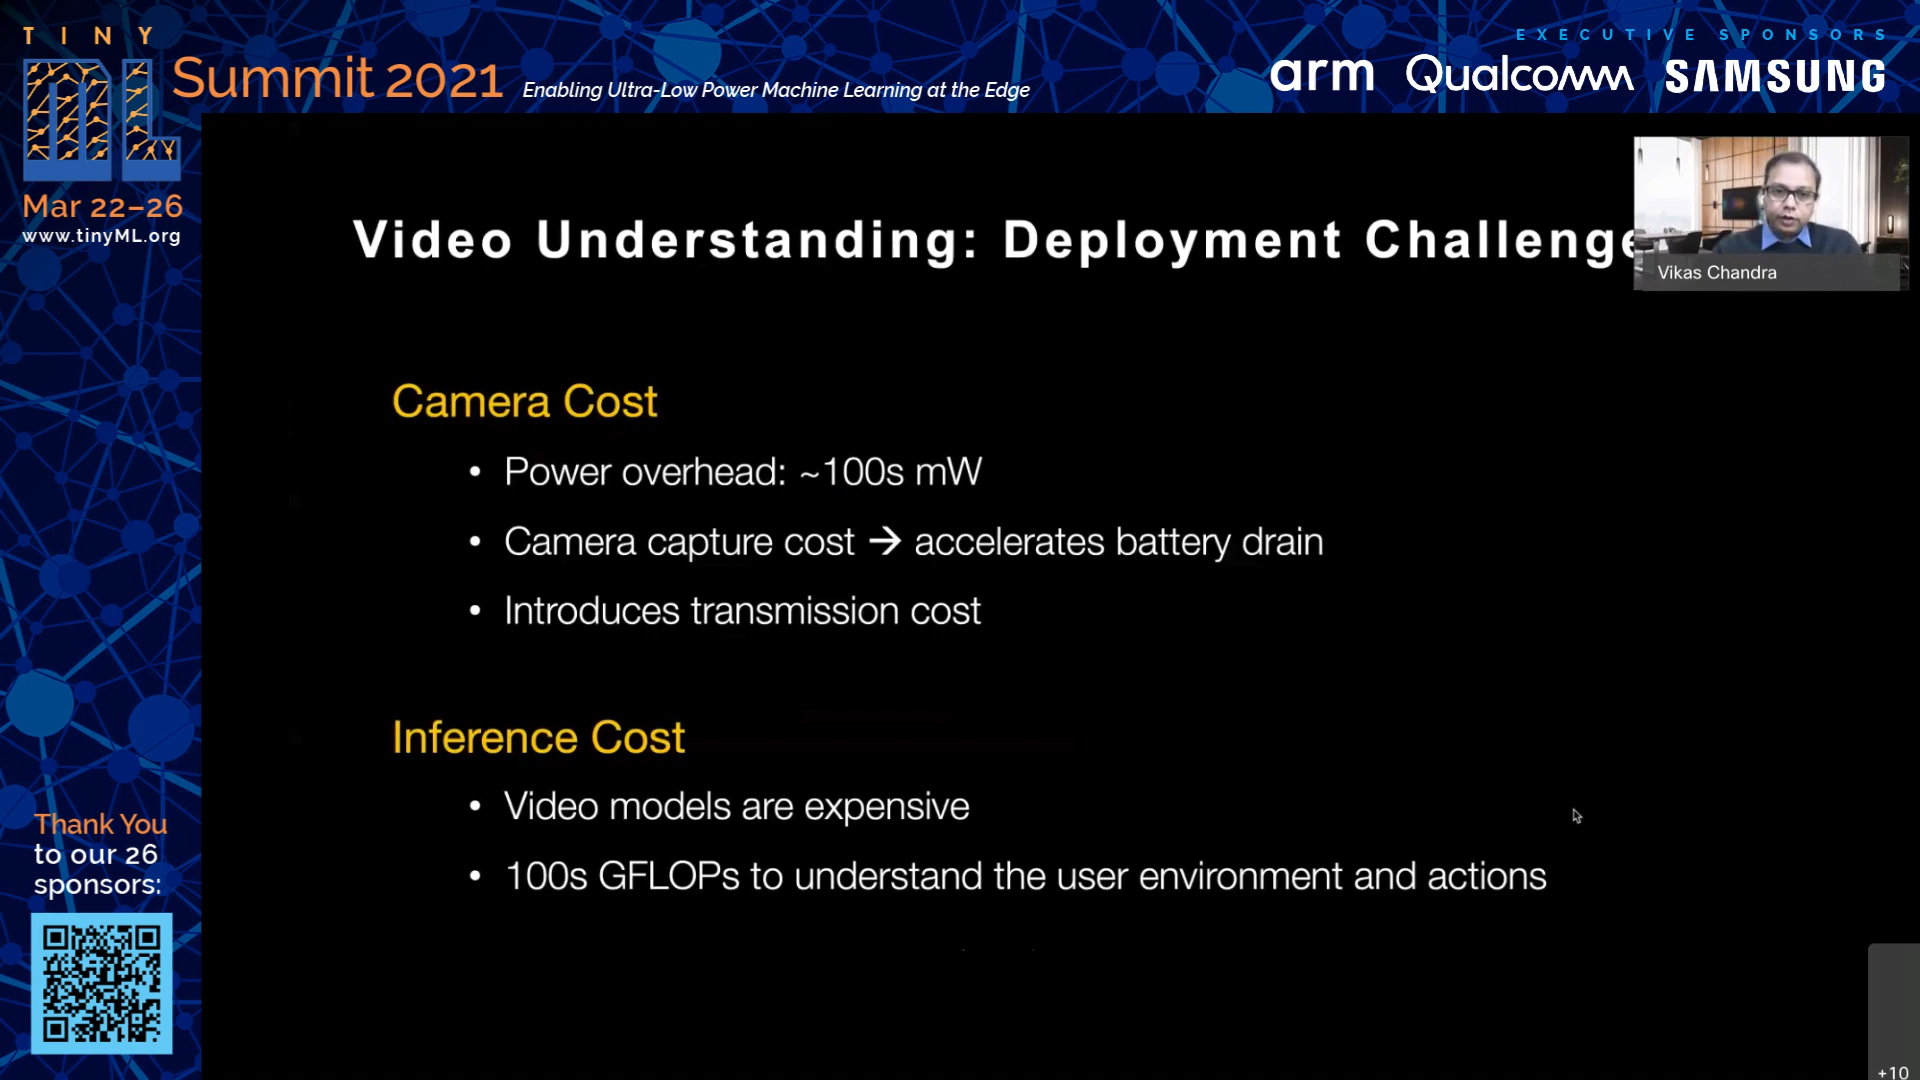 TINY
ML
Summit 2021
Enabling Ultra-Low Power Machine Learning at the Edge
EXECUTIVE SPONSORS
arm Qualcomm SAMSUNG
Mar 22–26
www.tinyML.org
Video Understanding: Deployment Challenge
Vikas Chandra
Camera Cost
• Power overhead: ~100s mW
• Camera capture cost → accelerates battery drain
• Introduces transmission cost
Inference Cost
• Video models are expensive
• 100s GFLOPs to understand the user environment and actions
Thank You
to our 26
sponsors:
+10